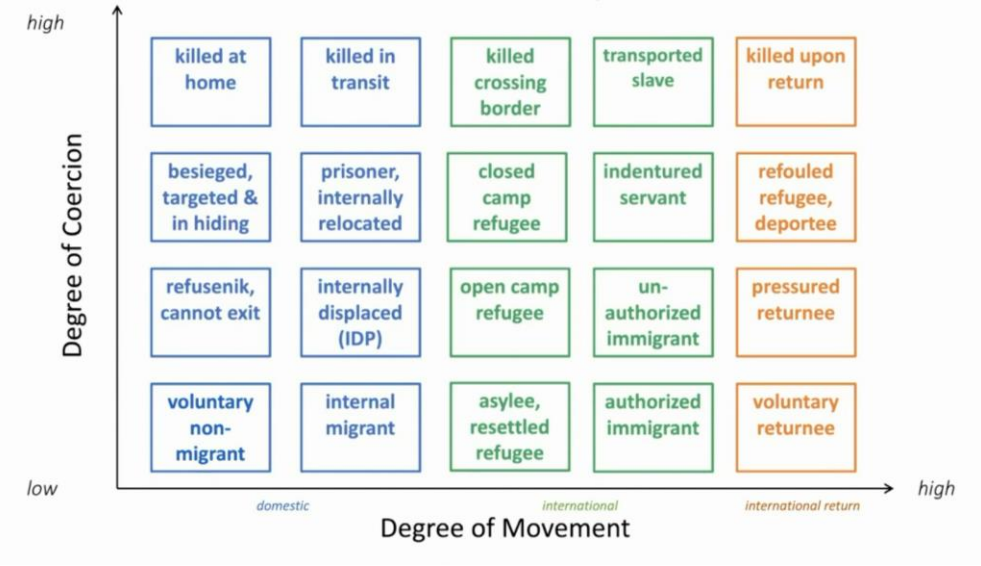 high
killed at
home
killed in
transit
killed
crossing
border
transported
slave
killed upon
return
besieged,
targeted &
in hiding
prisoner,
internally
relocated
closed
camp
refugee
indentured
servant
refouled
refugee,
deportee
refusenik,
cannot exit
internally
displaced
(IDP)
open camp
refugee
un-
authorized
immigrant
pressured
returnee
voluntary
non-
migrant
internal
migrant
asylee,
resettled
refugee
authorized
immigrant
voluntary
returnee
Degree of Coercion
low
high
domestic
international
international return
Degree of Movement